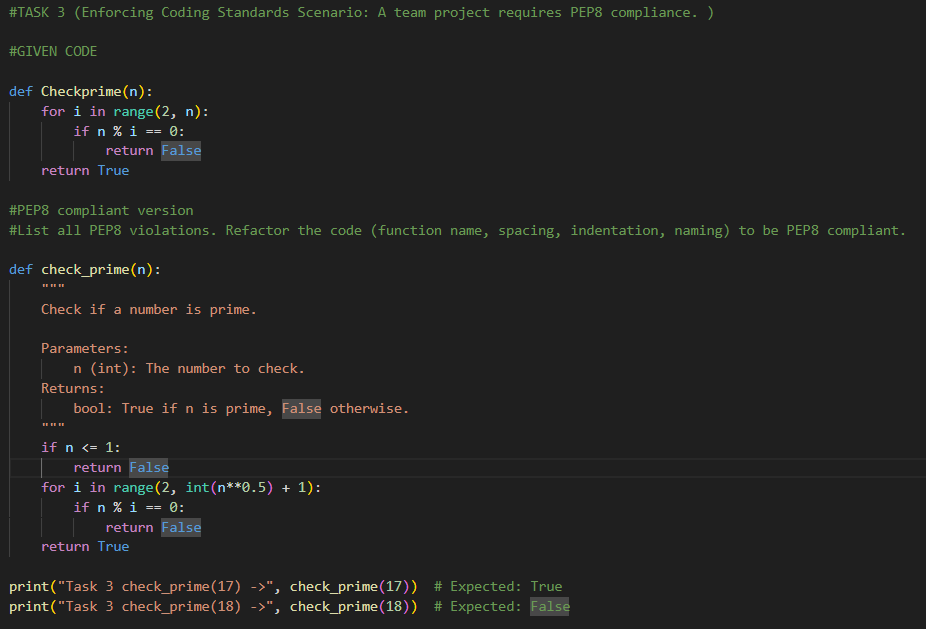 #TASK 3 (Enforcing Coding Standards Scenario: A team project requires PEP8 compliance. )
#GIVEN CODE
def Checkprime(n):
    for i in range(2, n):
        if n % i == 0:
            return False
    return True
#PEP8 compliant version
#List all PEP8 violations. Refactor the code (function name, spacing, indentation, naming) to be PEP8 compliant.
def check_prime(n):
    """
    Check if a number is prime.
    Parameters:
        n (int): The number to check.
    Returns:
        bool: True if n is prime, False otherwise.
    """
    if n <= 1:
        return False
    for i in range(2, int(n**0.5) + 1):
        if n % i == 0:
            return False
    return True
print("Task 3 check_prime(17) ->", check_prime(17))  # Expected: True
print("Task 3 check_prime(18) ->", check_prime(18))  # Expected: False